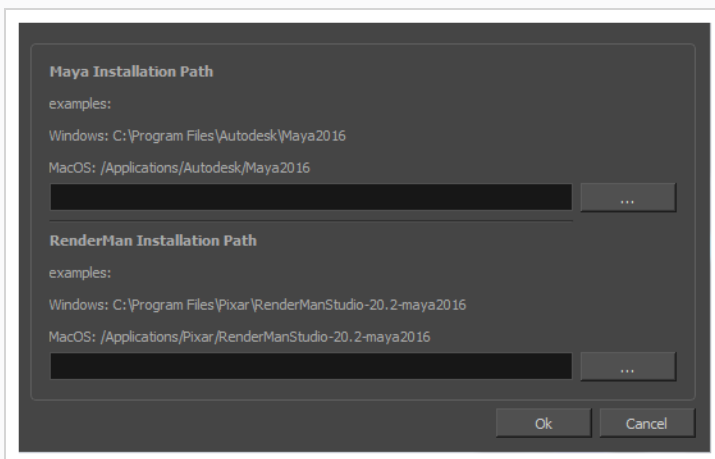 Maya Installation Path
examples:
Windows: C:\Program Files\Autodesk\Maya2016
MacOS: /Applications/Autodesk/Maya2016
...
RenderMan Installation Path
examples:
Windows: C:\Program Files\Pixar\RenderManStudio-20.2-maya2016
MacOS: /Applications/Pixar/RenderManStudio-20.2-maya2016
...
Ok Cancel